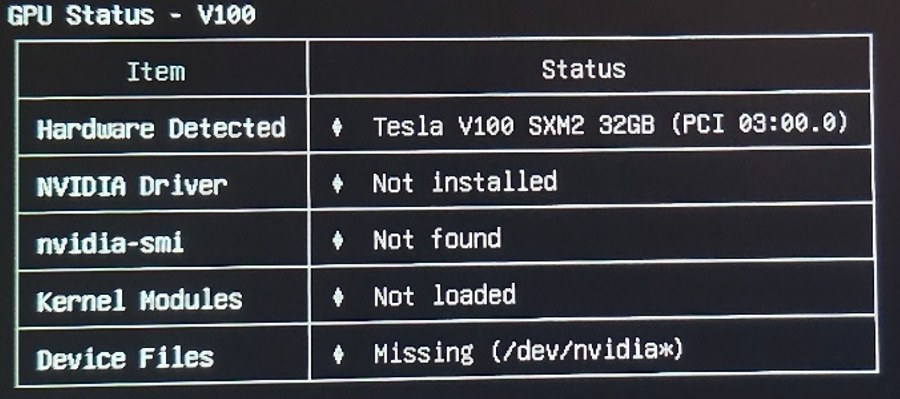 GPU Status - V100
Item Status
Hardware Detected ♦ Tesla V100 SXM2 32GB (PCI 03:00.0)
NVIDIA Driver ♦ Not installed
nvidia-smi ♦ Not found
Kernel Modules ♦ Not loaded
Device Files ♦ Missing (/dev/nvidia*)